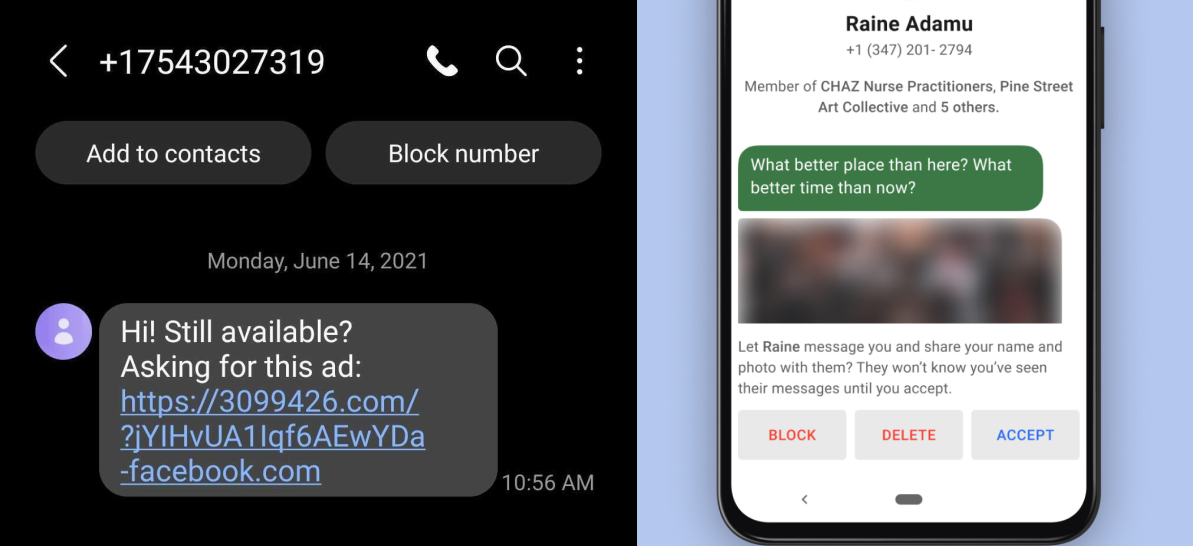 +17543027319
Add to contacts
Block number
Monday, June 14, 2021
Hi! Still available?
Asking for this ad:
https://3099426.com/
?jYIHvUA1Iqf6AEwYDa
-facebook.com
10:56 AM
Raine Adamu
+1 (347) 201- 2794
Member of CHAZ Nurse Practitioners, Pine Street
Art Collective and 5 others.
What better place than here? What
better time than now?
Let Raine message you and share your name and
photo with them? They won’t know you’ve seen
their messages until you accept.
BLOCK
DELETE
ACCEPT